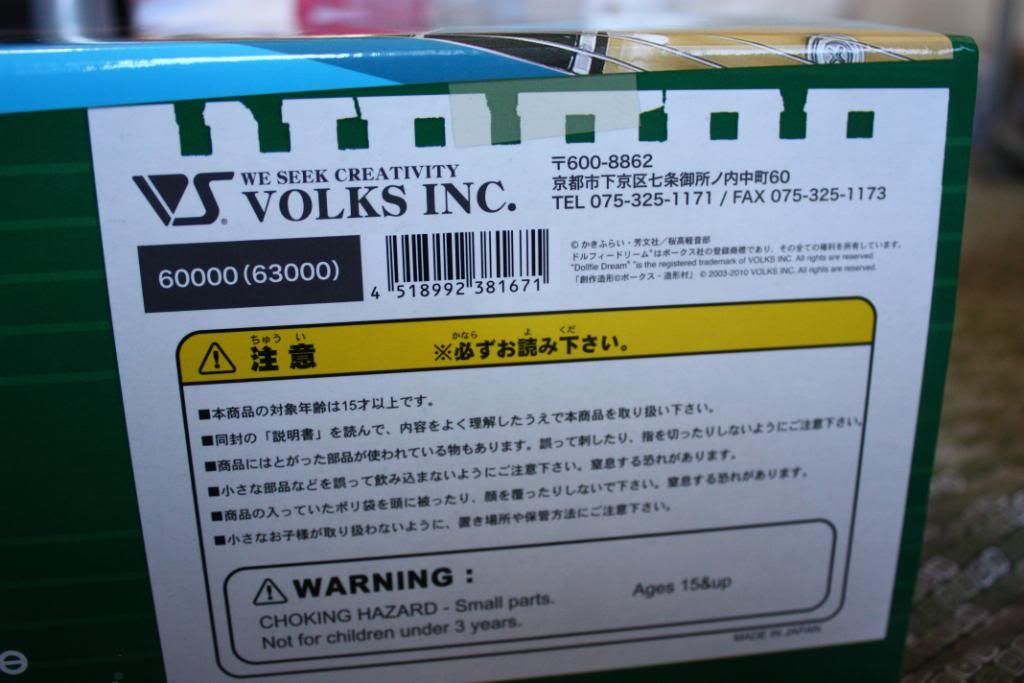 VS®
WE SEEK CREATIVITY
VOLKS INC.
〒600-8862
京都市下京区七条御所ノ内中町60
TEL 075-325-1171 / FAX 075-325-1173
60000(63000)
4 518992 381671
© かきふらい・芳文社／桜高軽音部
ドルフィードリーム®はボークス社の登録商標であり、その全ての権利を所有しています。
"Dollfie Dream" is the registered trademark of VOLKS INC. All rights are reserved.
「創作造形©ボークス・造形村」 © 2003-2010 VOLKS INC. All rights are reserved.
ちゅう い かなら よ くだ
注意 ※必ずお読み下さい。
■本商品の対象年齢は15才以上です。
■同封の「説明書」を読んで、内容をよく理解したうえで本商品を取り扱い下さい。
■商品にはとがった部品が使われている物もあります。誤って刺したり、指を切ったりしないようにご注意下さい。
■小さな部品などを誤って飲み込まないようにご注意下さい。窒息する恐れがあります。
■商品の入っていたポリ袋を頭に被ったり、顔を覆ったりしないで下さい。窒息する恐れがあります。
■小さなお子様が取り扱わないように、置き場所や保管方法にご注意下さい。
WARNING :
CHOKING HAZARD - Small parts.
Not for children under 3 years.
Ages 15&up
MADE IN JAPAN